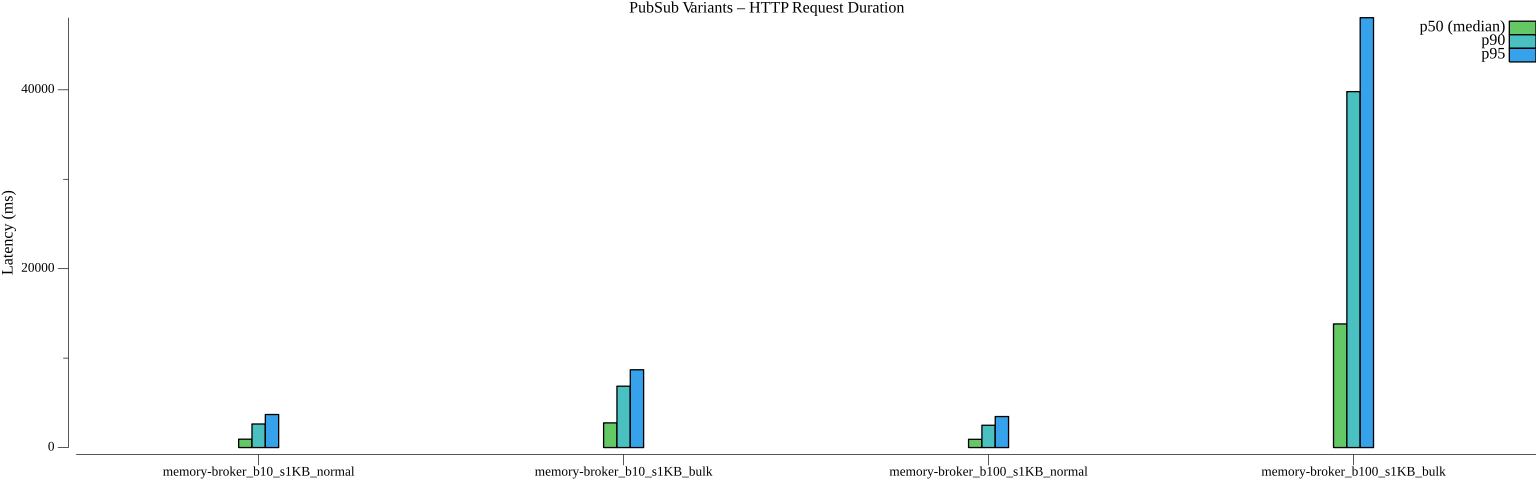 PubSub Variants – HTTP Request Duration
p50 (median)
p90
p95
Latency (ms)
40000
20000
0
memory-broker_b10_s1KB_normal
memory-broker_b10_s1KB_bulk
memory-broker_b100_s1KB_normal
memory-broker_b100_s1KB_bulk